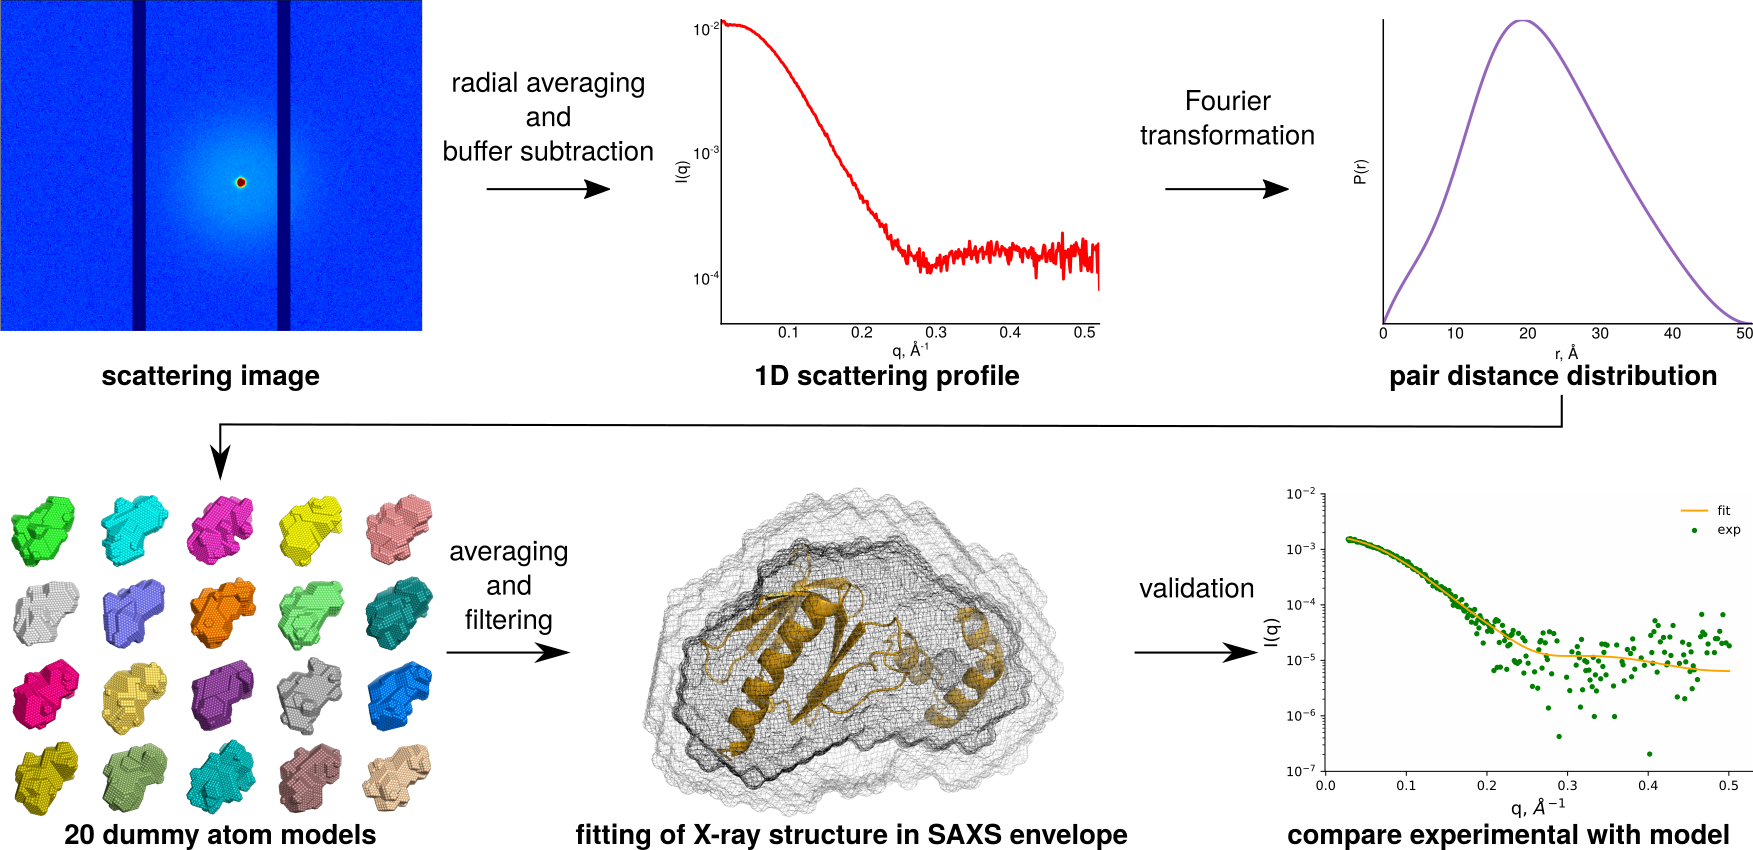 radial averaging
and
buffer subtraction
10-2
10-3
10-4
I(q)
0.1 0.2 0.3 0.4 0.5
q, Å-1
Fourier
transformation
P(r)
0 10 20 30 40 50
r, Å
scattering image
1D scattering profile
pair distance distribution
averaging
and
filtering
validation
10−2
10−3
10−4
10−5
10−6
10−7
I(q)
fit
exp
0.0 0.1 0.2 0.3 0.4 0.5
q, Å−1
20 dummy atom models
fitting of X-ray structure in SAXS envelope
compare experimental with model